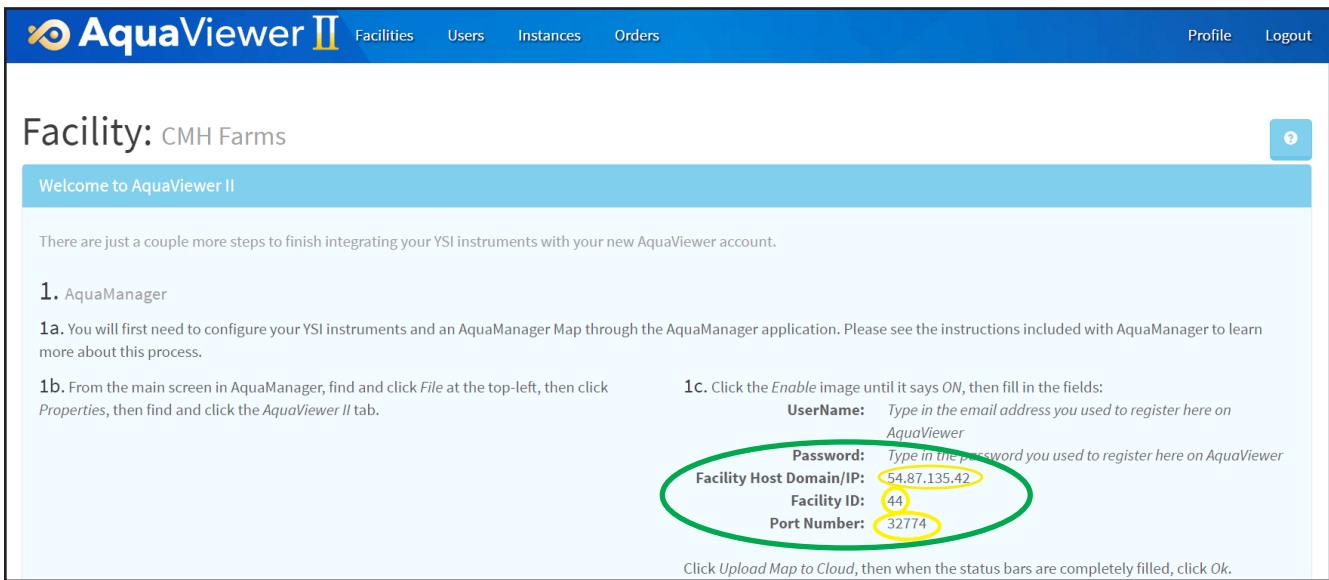 AquaViewer II Facilities Users Instances Orders Profile Logout
Facility: CMH Farms
?
Welcome to AquaViewer II
There are just a couple more steps to finish integrating your YSI instruments with your new AquaViewer account.
1. AquaManager
1a. You will first need to configure your YSI instruments and an AquaManager Map through the AquaManager application. Please see the instructions included with AquaManager to learn
more about this process.
1b. From the main screen in AquaManager, find and click File at the top-left, then click
Properties, then find and click the AquaViewer II tab.
1c. Click the Enable image until it says ON, then fill in the fields:
UserName: Type in the email address you used to register here on
AquaViewer
Password: Type in the password you used to register here on AquaViewer
Facility Host Domain/IP: 54.87.135.42
Facility ID: 44
Port Number: 32774
Click Upload Map to Cloud, then when the status bars are completely filled, click Ok.